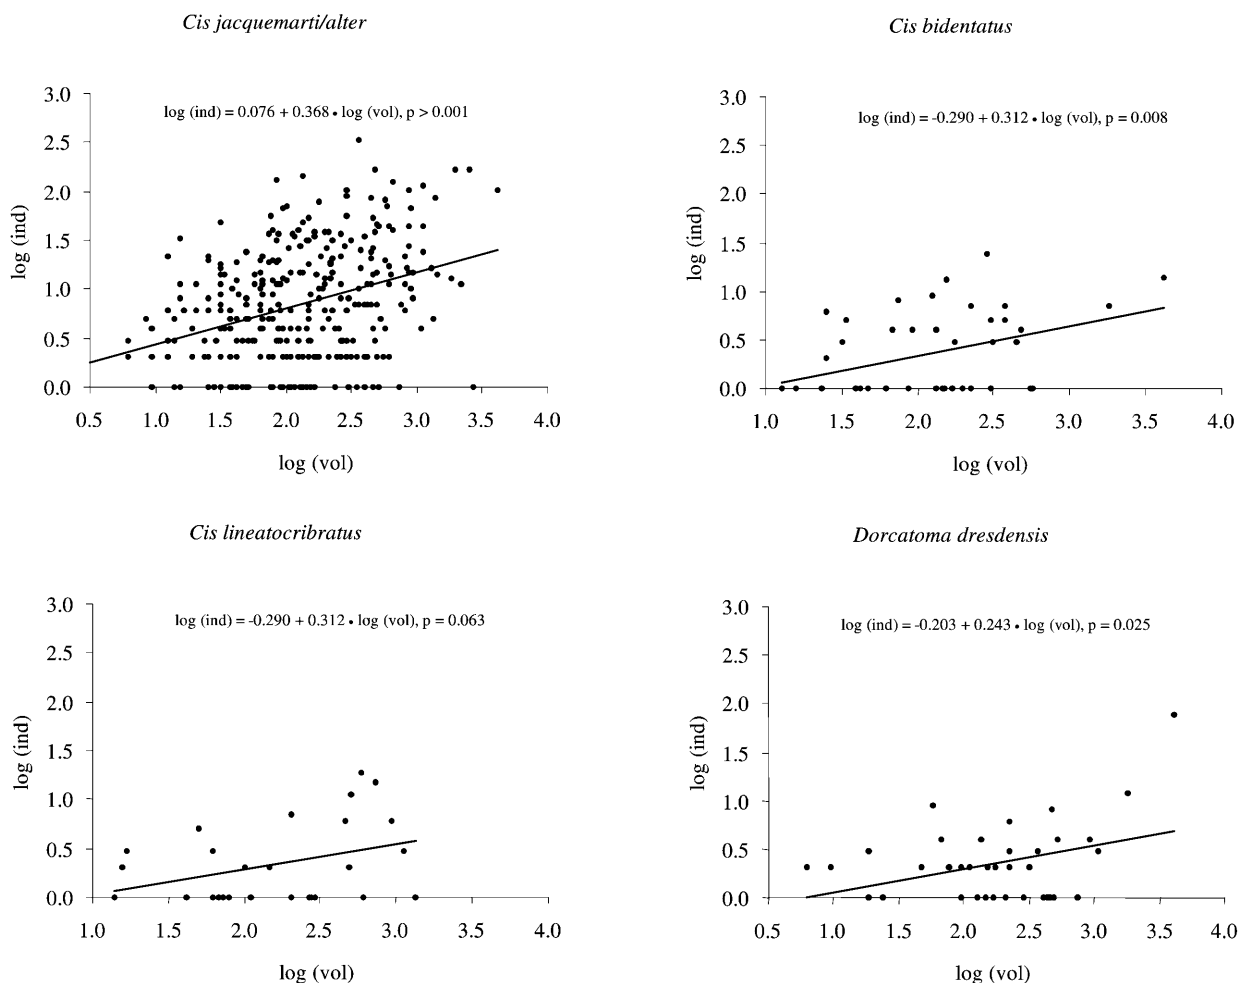 Cis jacquemarti/alter
log (ind) = 0.076 + 0.368 • log (vol), p > 0.001
3.0
2.5
2.0
1.5
1.0
0.5
0.0
log (ind)
0.5 1.0 1.5 2.0 2.5 3.0 3.5 4.0
log (vol)
Cis bidentatus
log (ind) = -0.290 + 0.312 • log (vol), p = 0.008
3.0
2.5
2.0
1.5
1.0
0.5
0.0
log (ind)
1.0 1.5 2.0 2.5 3.0 3.5 4.0
log (vol)
Cis lineatocribratus
log (ind) = -0.290 + 0.312 • log (vol), p = 0.063
3.0
2.5
2.0
1.5
1.0
0.5
0.0
log (ind)
1.0 1.5 2.0 2.5 3.0 3.5 4.0
log (vol)
Dorcatoma dresdensis
log (ind) = -0.203 + 0.243 • log (vol), p = 0.025
3.0
2.5
2.0
1.5
1.0
0.5
0.0
log (ind)
0.5 1.0 1.5 2.0 2.5 3.0 3.5 4.0
log (vol)